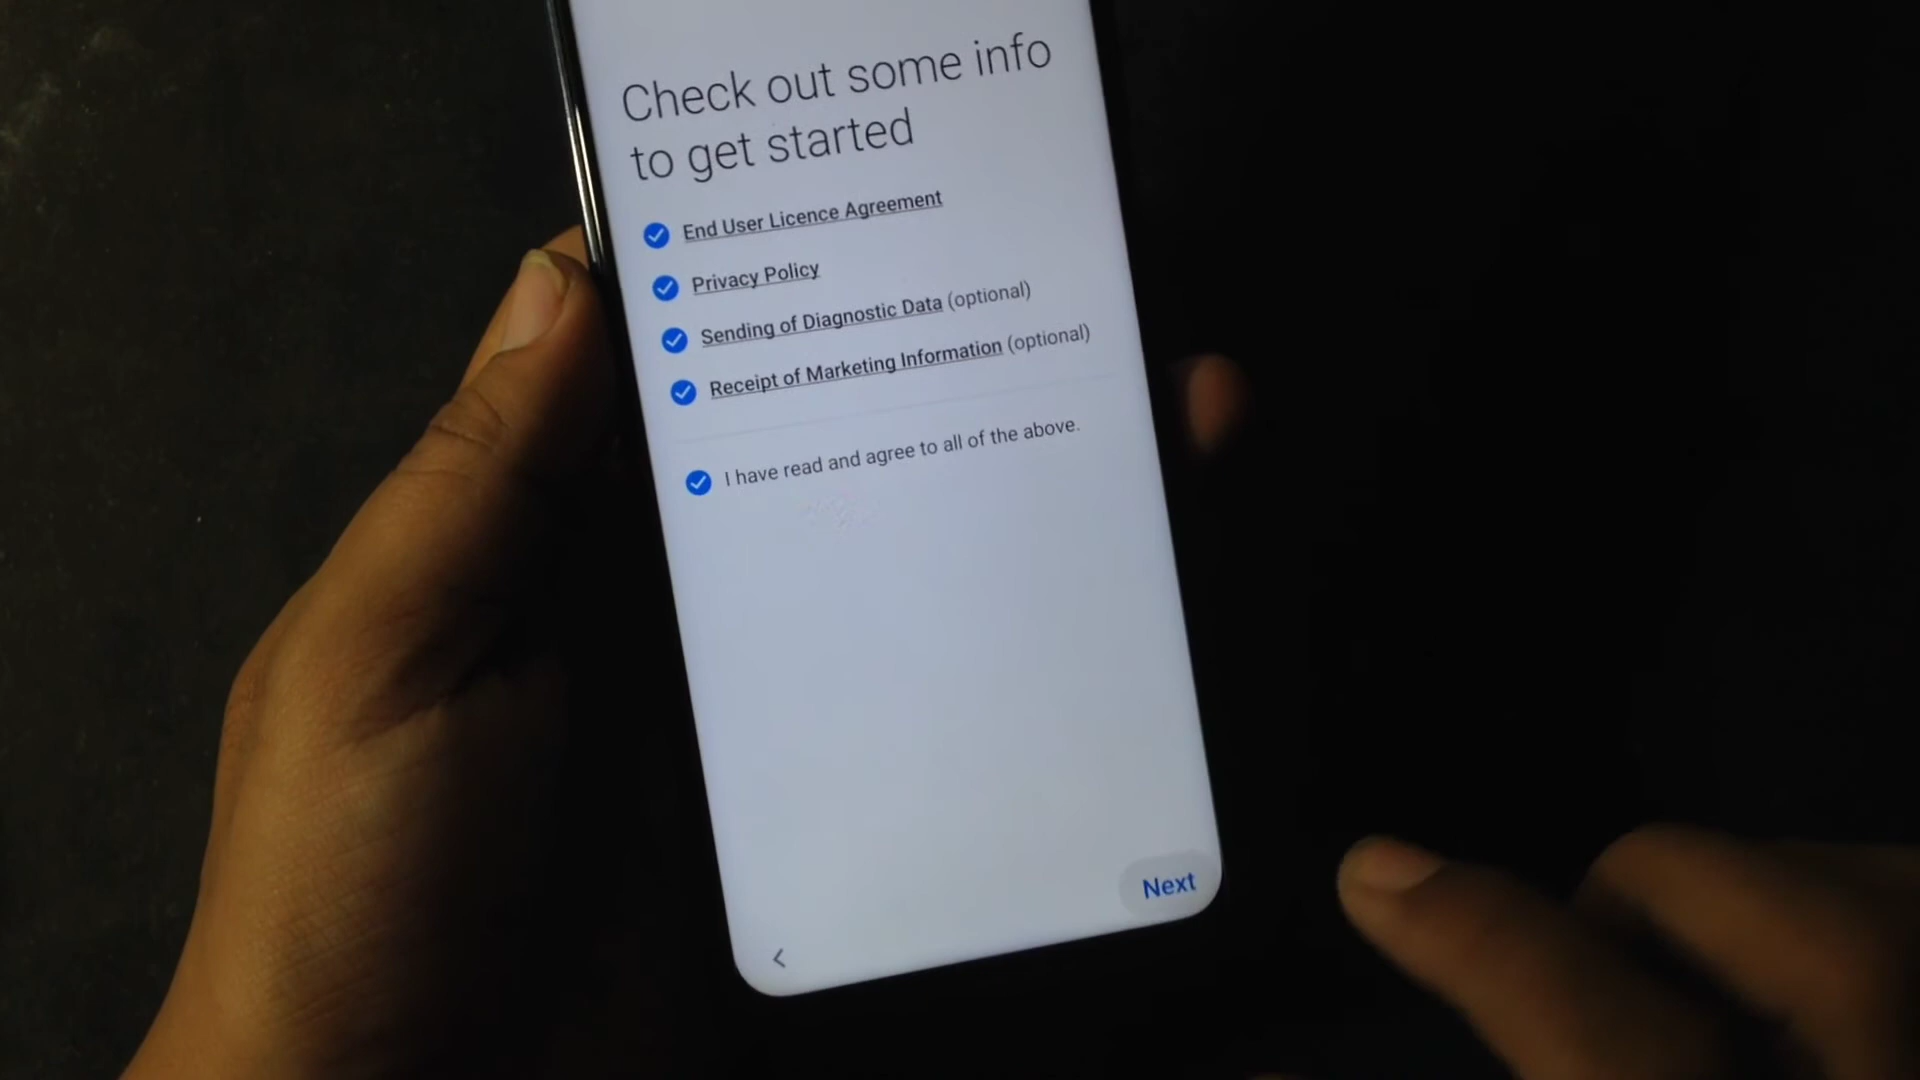 Check out some info
to get started
End User Licence Agreement
Privacy Policy
Sending of Diagnostic Data (optional)
Receipt of Marketing Information (optional)
I have read and agree to all of the above.
Next